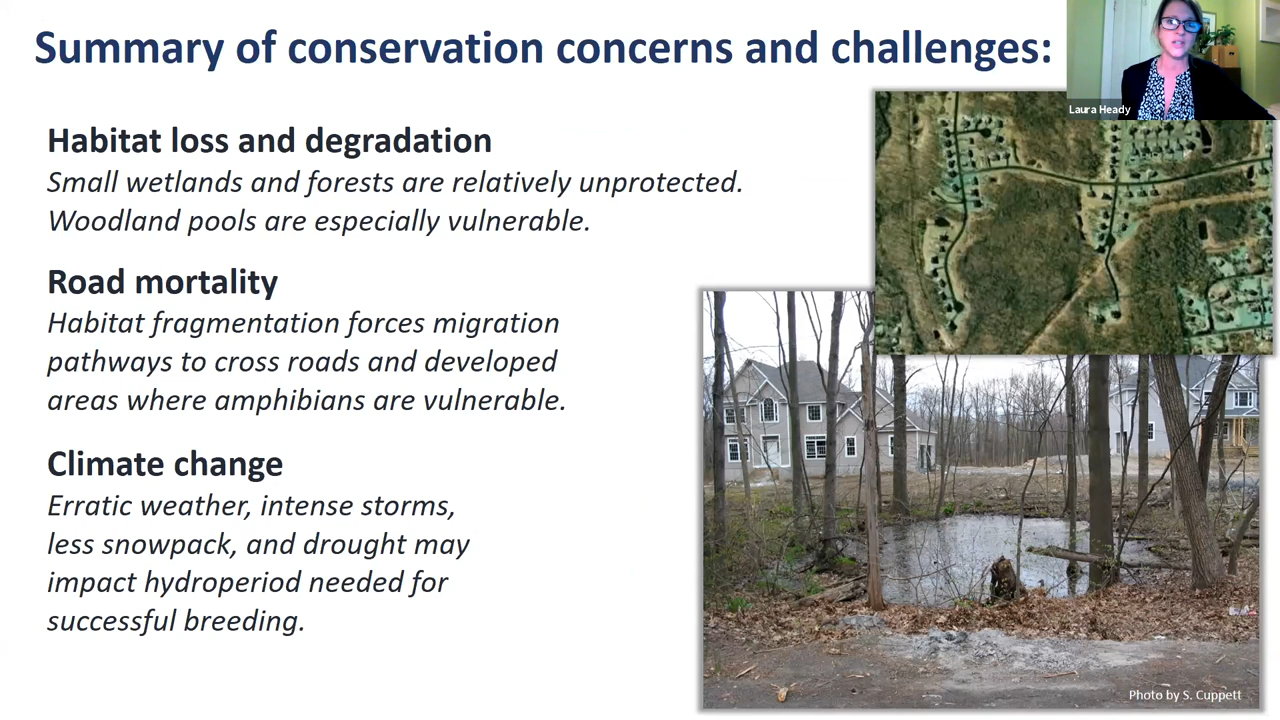 Summary of conservation concerns and challenges:
Laura Heady
Habitat loss and degradation
Small wetlands and forests are relatively unprotected.
Woodland pools are especially vulnerable.
Road mortality
Habitat fragmentation forces migration
pathways to cross roads and developed
areas where amphibians are vulnerable.
Climate change
Erratic weather, intense storms,
less snowpack, and drought may
impact hydroperiod needed for
successful breeding.
Photo by S. Cuppett